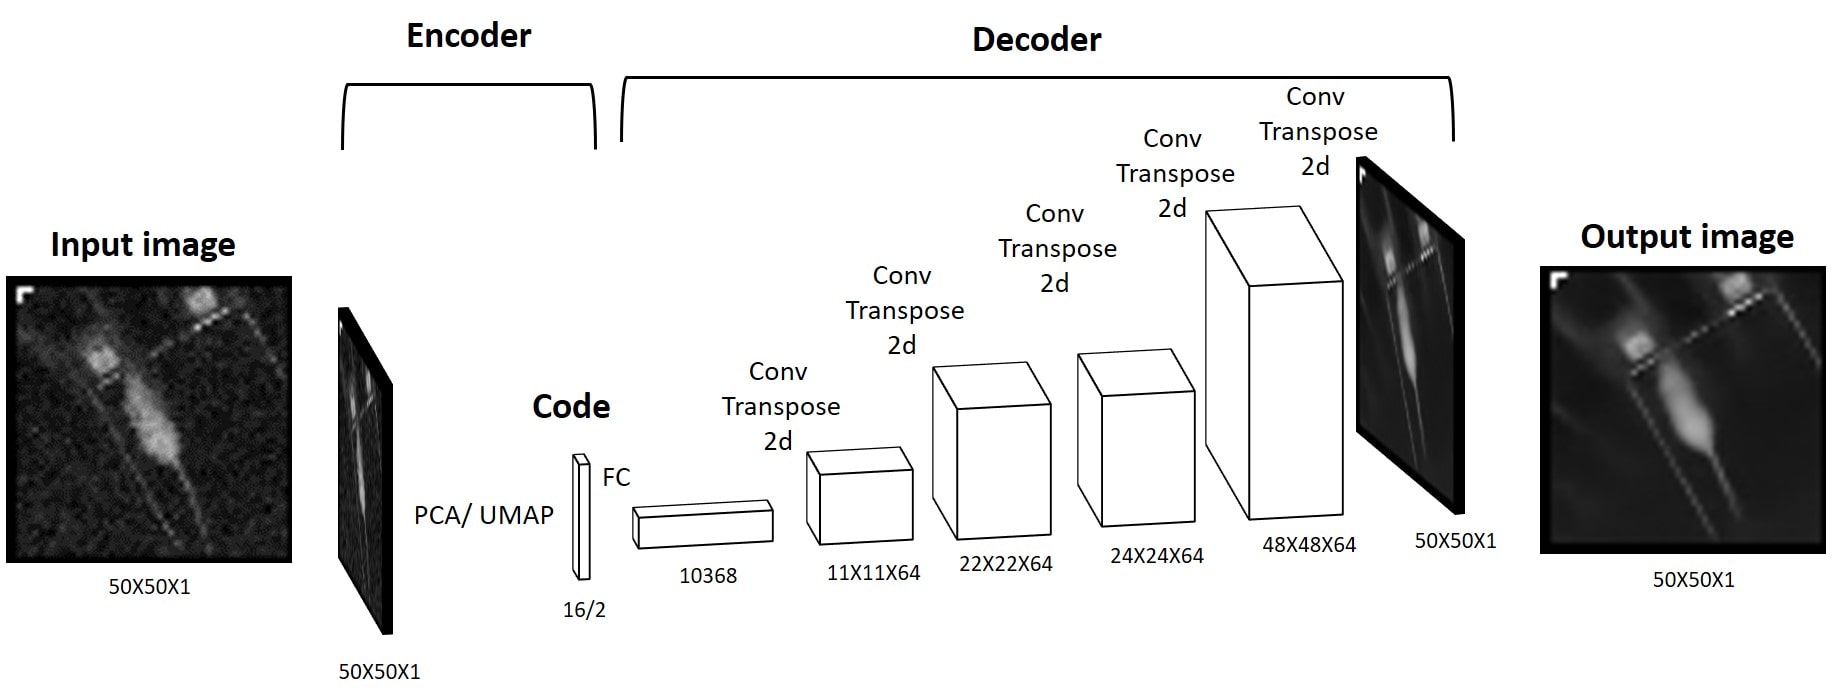 Encoder
Decoder
Input image
50X50X1
50X50X1
PCA/ UMAP
Code
16/2
FC
10368
Conv
Transpose
2d
11X11X64
Conv
Transpose
2d
22X22X64
Conv
Transpose
2d
24X24X64
Conv
Transpose
2d
48X48X64
Conv
Transpose
2d
50X50X1
Output image
50X50X1